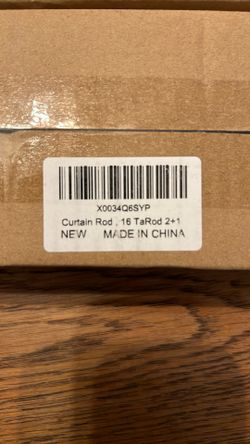 X0034Q6SYP
Curtain Rod , 16 TaRod 2+1
NEW MADE IN CHINA